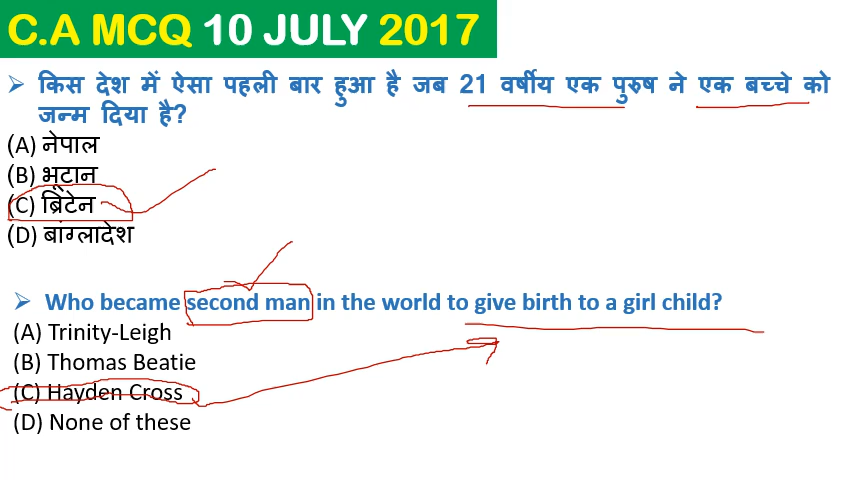 C.A MCQ 10 JULY 2017
➢ किस देश में ऐसा पहली बार हुआ है जब 21 वर्षीय एक पुरुष ने एक बच्चे को
जन्म दिया है?
(A) नेपाल
(B) भूटान
(C) ब्रिटेन
(D) बांग्लादेश
➢ Who became second man in the world to give birth to a girl child?
(A) Trinity-Leigh
(B) Thomas Beatie
(C) Hayden Cross
(D) None of these